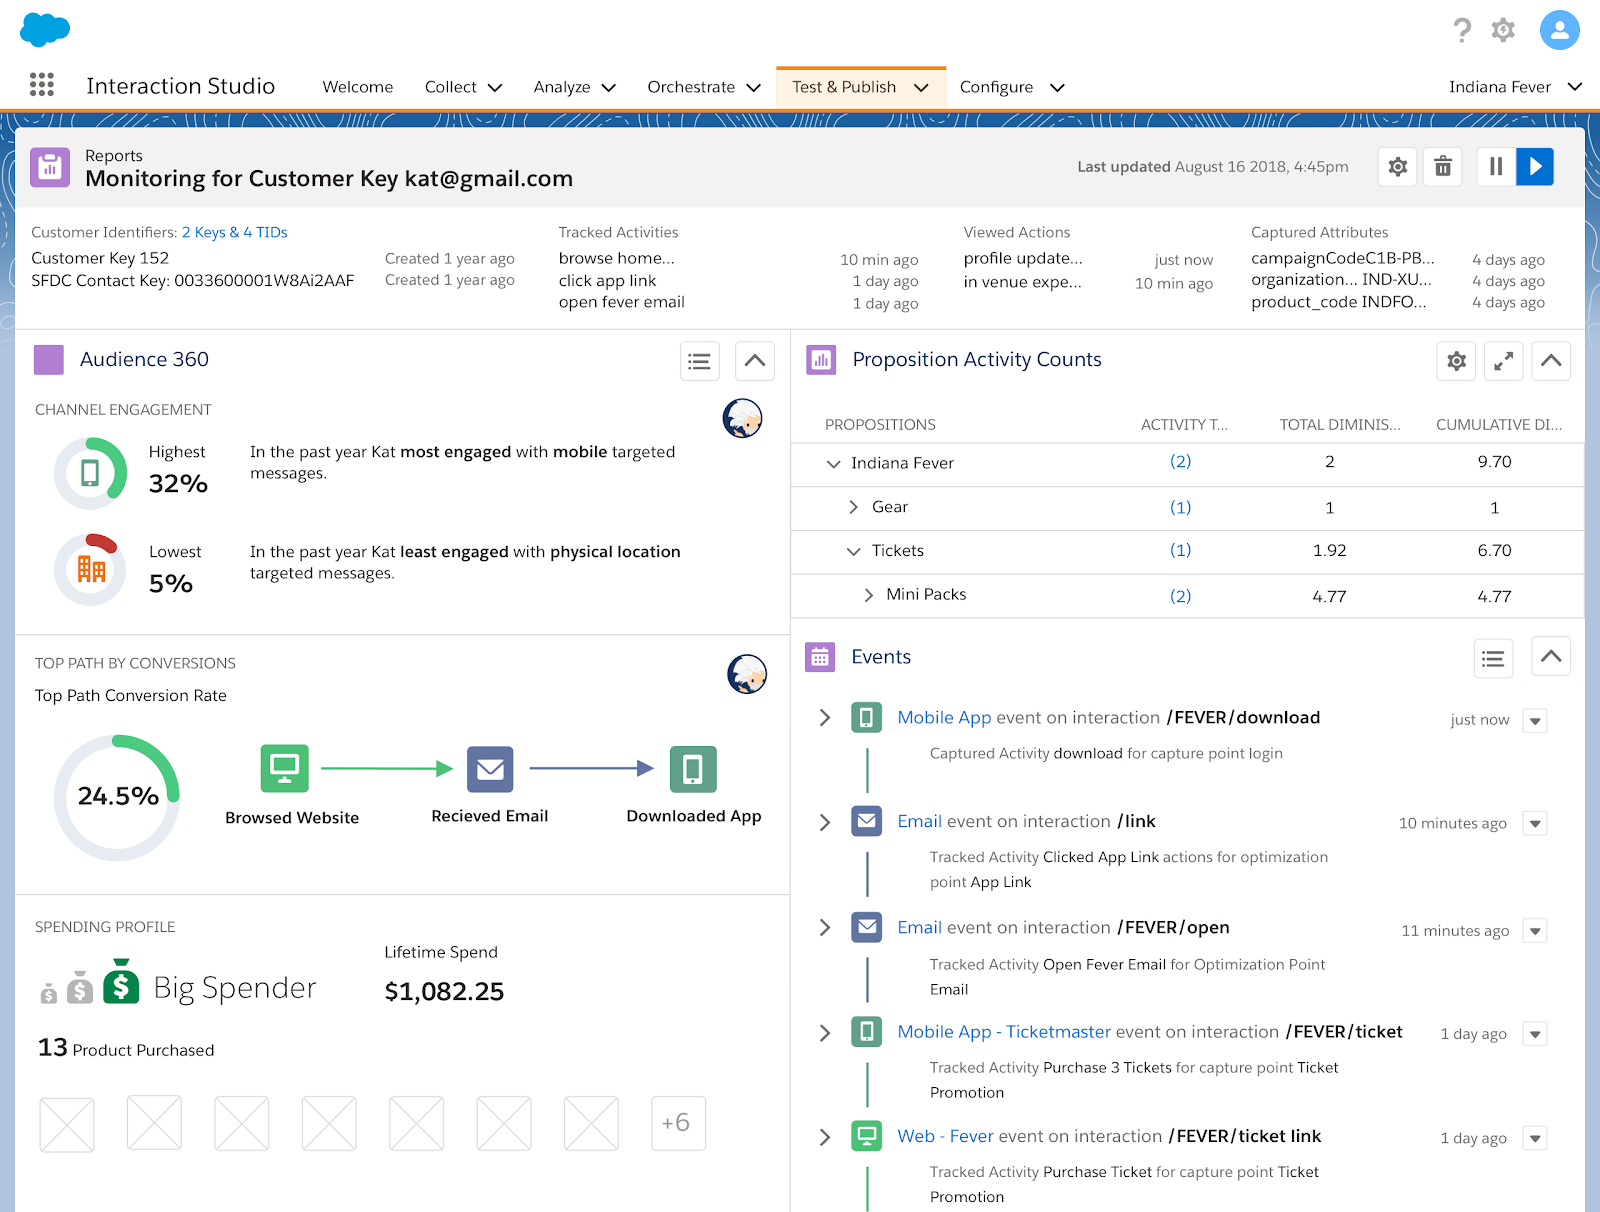 Interaction Studio
Welcome
Collect
Analyze
Orchestrate
Test & Publish
Configure
Indiana Fever
Reports
Monitoring for Customer Key kat@gmail.com
Last updated August 16 2018, 4:45pm
Customer Identifiers: 2 Keys & 4 TIDs
Customer Key 152 Created 1 year ago
SFDC Contact Key: 0033600001W8Ai2AAF Created 1 year ago
Tracked Activities
browse home... 10 min ago
click app link 1 day ago
open fever email 1 day ago
Viewed Actions
profile update... just now
in venue expe... 10 min ago
Captured Attributes
campaignCodeC1B-PB... 4 days ago
organization... IND-XU... 4 days ago
product_code INDFO... 4 days ago
Audience 360
CHANNEL ENGAGEMENT
Highest
32%
In the past year Kat most engaged with mobile targeted
messages.
Lowest
5%
In the past year Kat least engaged with physical location
targeted messages.
TOP PATH BY CONVERSIONS
Top Path Conversion Rate
24.5%
Browsed Website
Recieved Email
Downloaded App
SPENDING PROFILE
Big Spender
Lifetime Spend
$1,082.25
13 Product Purchased
+6
Proposition Activity Counts
PROPOSITIONS ACTIVITY T... TOTAL DIMINIS... CUMULATIVE DI...
Indiana Fever (2) 2 9.70
Gear (1) 1 1
Tickets (1) 1.92 6.70
Mini Packs (2) 4.77 4.77
Events
Mobile App event on interaction /FEVER/download just now
Captured Activity download for capture point login
Email event on interaction /link 10 minutes ago
Tracked Activity Clicked App Link actions for optimization
point App Link
Email event on interaction /FEVER/open 11 minutes ago
Tracked Activity Open Fever Email for Optimization Point
Email
Mobile App - Ticketmaster event on interaction /FEVER/ticket 1 day ago
Tracked Activity Purchase 3 Tickets for capture point Ticket
Promotion
Web - Fever event on interaction /FEVER/ticket link 1 day ago
Tracked Activity Purchase Ticket for capture point Ticket
Promotion